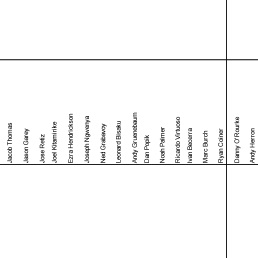 Jacob Thomas
Jason Garey
Jose Reitz
Joel Kitaminke
Ezra Hendrickson
Joseph Ngwenya
Ned Grabavoy
Leonard Bisaku
Andy Gruenebaum
Dan Popik
Noah Palmer
Ricardo Virtuoso
Ivan Becerra
Marc Burch
Ryan Coiner
Danny O'Rourke
Andy Herron